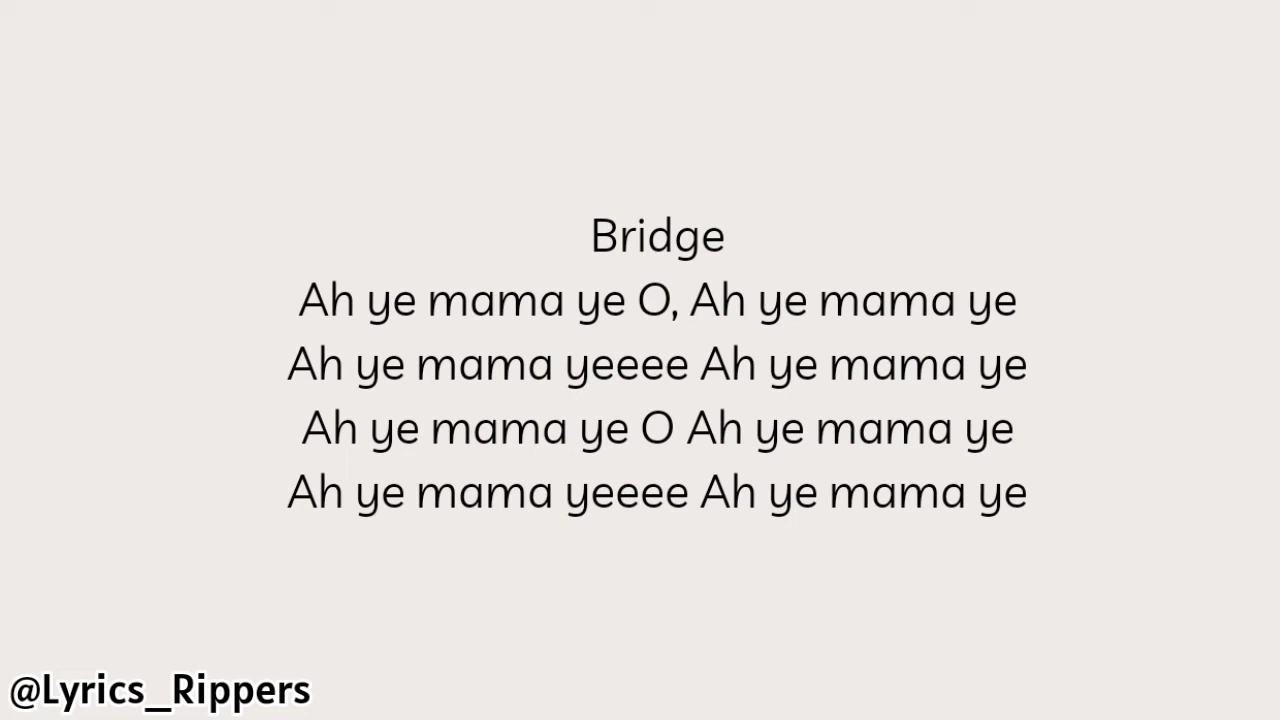 Bridge
Ah ye mama ye O, Ah ye mama ye
Ah ye mama yeeee Ah ye mama ye
Ah ye mama ye O Ah ye mama ye
Ah ye mama yeeee Ah ye mama ye
@Lyrics_Rippers